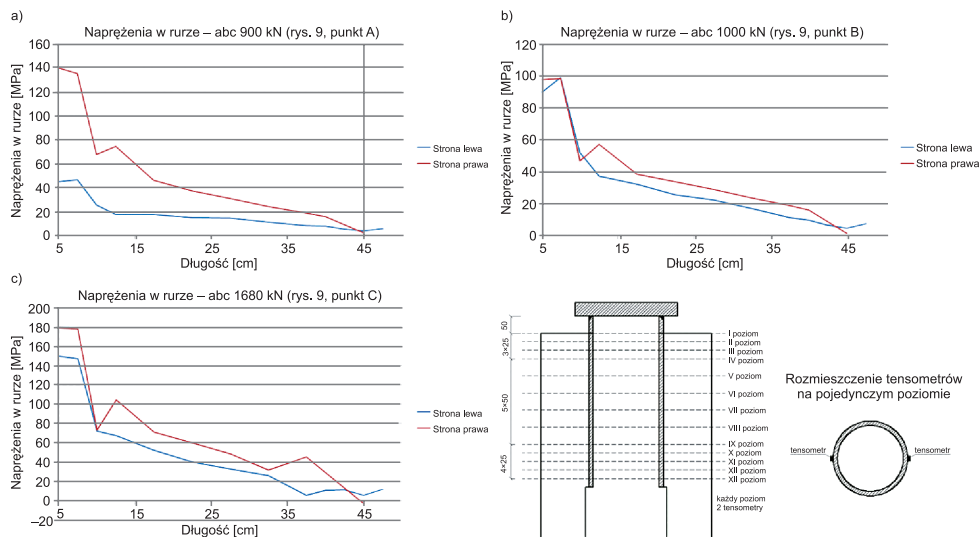 a)
Naprężenia w rurze – abc 900 kN (rys. 9, punkt A)
Naprężenia w rurze [MPa]
160
140
120
100
80
60
40
20
0
5
15
25
35
45
Długość [cm]
Strona lewa
Strona prawa
b)
Naprężenia w rurze – abc 1000 kN (rys. 9, punkt B)
Naprężenia w rurze [MPa]
120
100
80
60
40
20
0
5
15
25
35
45
Długość [cm]
Strona lewa
Strona prawa
c)
Naprężenia w rurze – abc 1680 kN (rys. 9, punkt C)
Naprężenia w rurze [MPa]
200
180
160
140
120
100
80
60
40
20
0
–20
5
15
25
35
45
Długość [cm]
Strona lewa
Strona prawa
50
3×25
5×50
4×25
I poziom
II poziom
III poziom
IV poziom
V poziom
VI poziom
VII poziom
VIII poziom
IX poziom
X poziom
XI poziom
XII poziom
XII poziom
każdy poziom
2 tensometry
Rozmieszczenie tensometrów
na pojedynczym poziomie
tensometr
tensometr